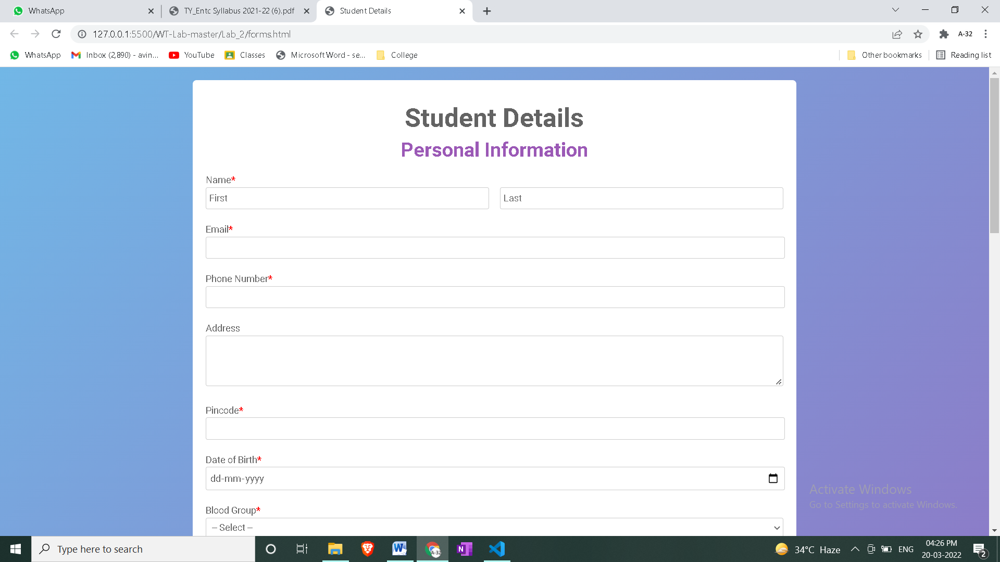 WhatsApp
TY_Entc Syllabus 2021-22 (6).pdf
Student Details
127.0.0.1:5500/WT-Lab-master/Lab_2/forms.html
A-32
WhatsApp
Inbox (2,890) - avin...
YouTube
Classes
Microsoft Word - se...
College
Other bookmarks
Reading list
Student Details
Personal Information
Name*
First
Last
Email*
Phone Number*
Address
Pincode*
Date of Birth*
dd-mm-yyyy
Blood Group*
-- Select --
Activate Windows
Go to Settings to activate Windows.
Type here to search
A-32
34°C Haze
ENG
04:26 PM
20-03-2022
2